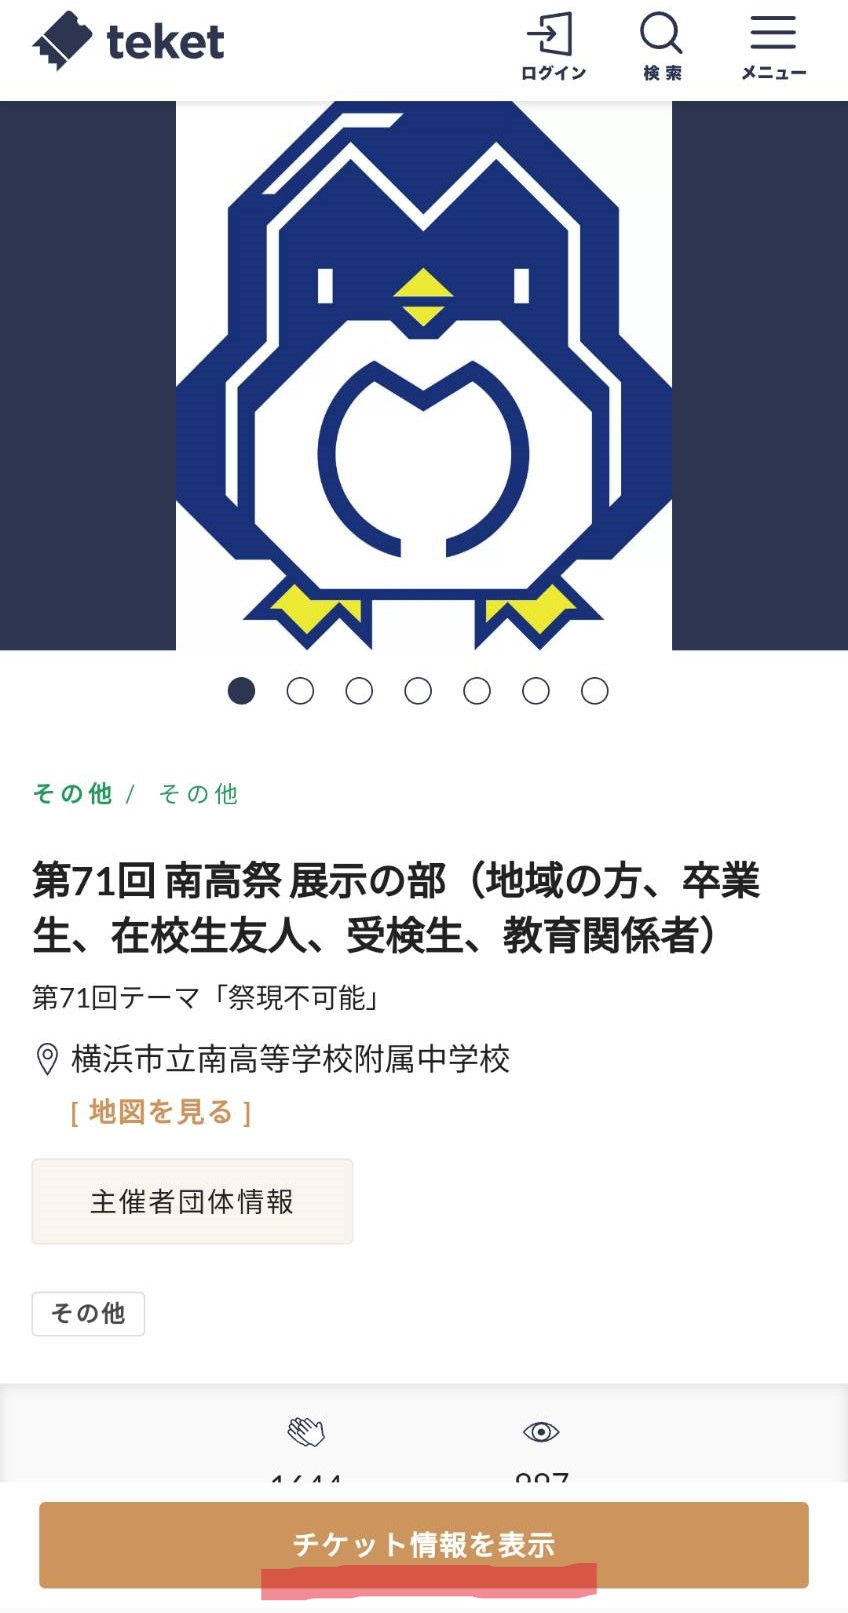 teket
ログイン
検索
メニュー
その他 / その他
第71回 南高祭 展示の部（地域の方、卒業
生、在校生友人、受検生、教育関係者）
第71回テーマ「祭現不可能」
横浜市立南高等学校附属中学校
[ 地図を見る ]
主催者団体情報
その他
チケット情報を表示